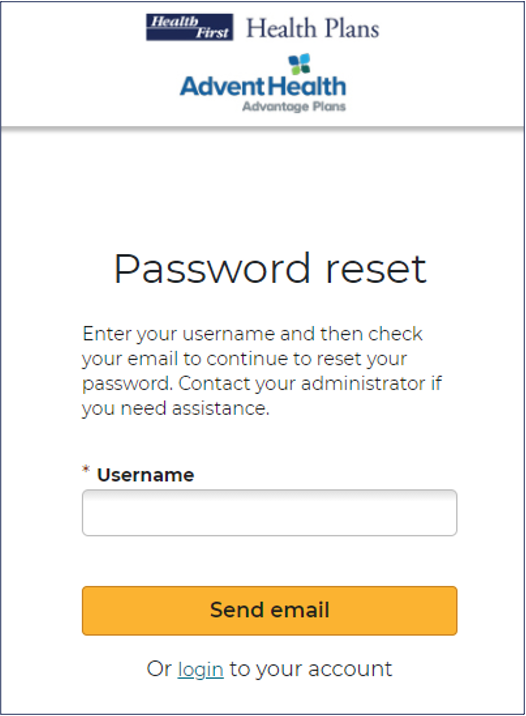 Health First Health Plans
AdventHealth
Advantage Plans
Password reset
Enter your username and then check
your email to continue to reset your
password. Contact your administrator if
you need assistance.
* Username
Send email
Or login to your account